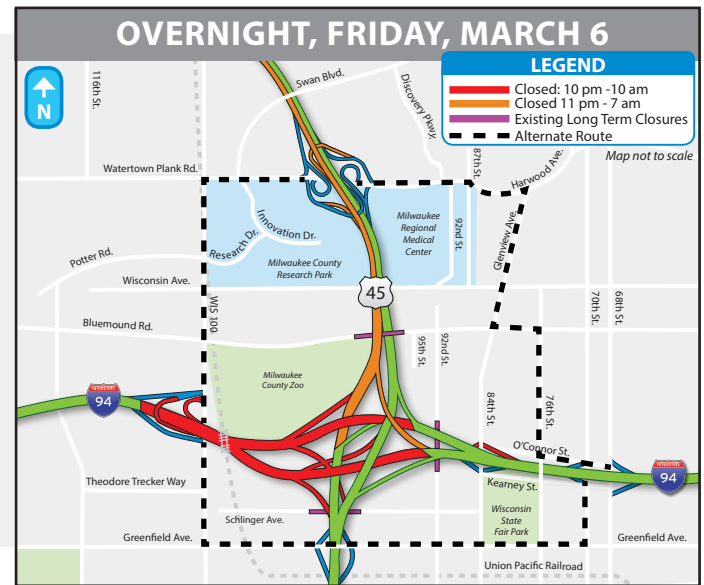 OVERNIGHT, FRIDAY, MARCH 6
LEGEND
Closed: 10 pm -10 am
Closed 11 pm - 7 am
Existing Long Term Closures
Alternate Route
Map not to scale
N
116th St.
Swan Blvd.
Discovery Pkwy.
87th St.
Harwood Ave.
Watertown Plank Rd.
Innovation Dr.
Research Dr.
Milwaukee County
Research Park
Milwaukee
Regional
Medical
Center
92nd St.
Glenview Ave.
Potter Rd.
Wisconsin Ave.
45
WIS 100
70th St.
68th St.
Bluemound Rd.
95th St.
92nd St.
Milwaukee
County Zoo
84th St.
76th St.
INTERSTATE
94
O'Connor St.
INTERSTATE
94
Theodore Trecker Way
Kearney St.
Wisconsin
State
Fair Park
Schlinger Ave.
Greenfield Ave.
Greenfield Ave.
Union Pacific Railroad